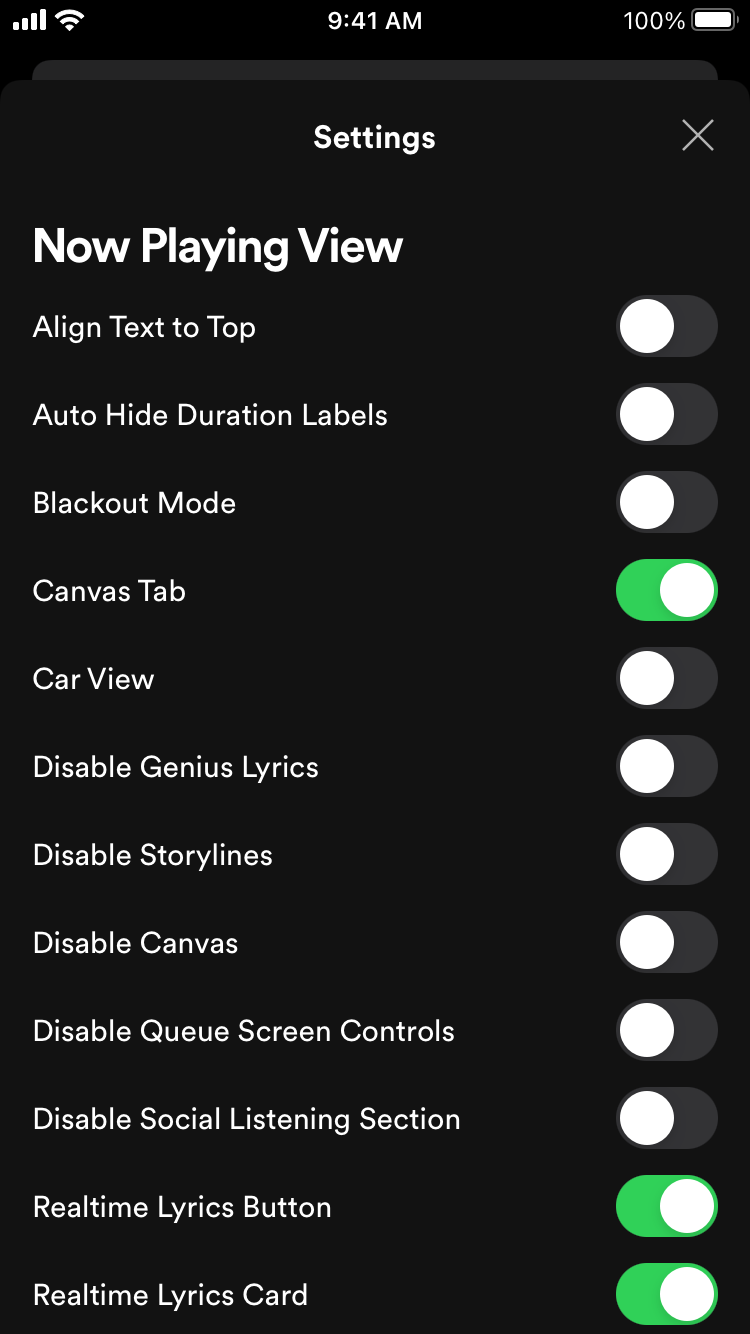 9:41 AM 100%
Settings
Now Playing View
Align Text to Top
Auto Hide Duration Labels
Blackout Mode
Canvas Tab
Car View
Disable Genius Lyrics
Disable Storylines
Disable Canvas
Disable Queue Screen Controls
Disable Social Listening Section
Realtime Lyrics Button
Realtime Lyrics Card